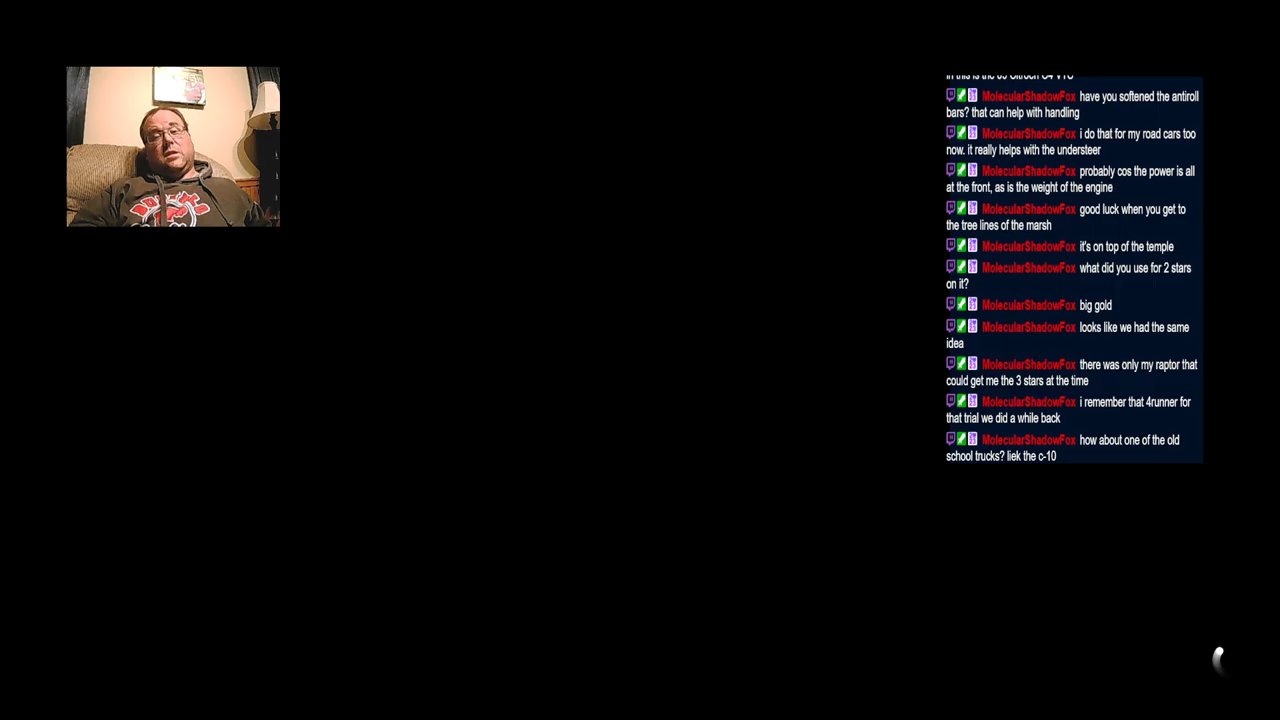 MolecularShadowFox have you softened the antiroll
bars? that can help with handling
MolecularShadowFox i do that for my road cars too
now. it really helps with the understeer
MolecularShadowFox probably cos the power is all
at the front, as is the weight of the engine
MolecularShadowFox good luck when you get to
the tree lines of the marsh
MolecularShadowFox it's on top of the temple
MolecularShadowFox what did you use for 2 stars
on it?
MolecularShadowFox big gold
MolecularShadowFox looks like we had the same
idea
MolecularShadowFox there was only my raptor that
could get me the 3 stars at the time
MolecularShadowFox i remember that 4runner for
that trial we did a while back
MolecularShadowFox how about one of the old
school trucks? liek the c-10